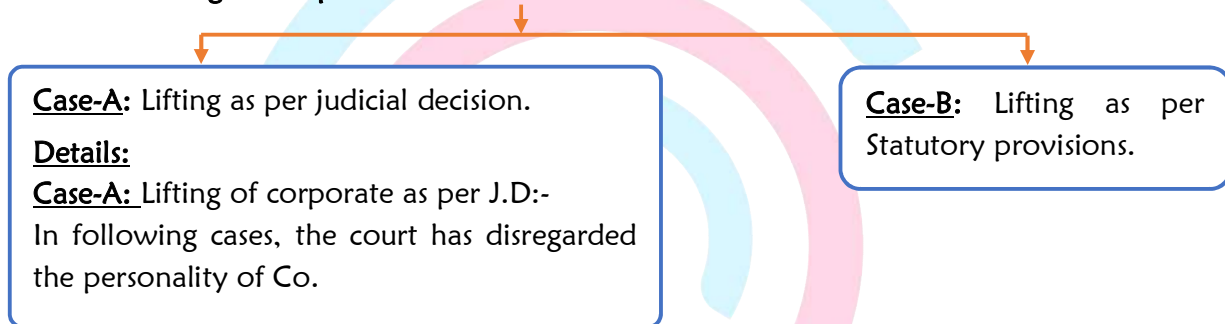 Case-A: Lifting as per judicial decision.
Details:
Case-A: Lifting of corporate as per J.D:-
In following cases, the court has disregarded
the personality of Co.
Case-B: Lifting as per
Statutory provisions.